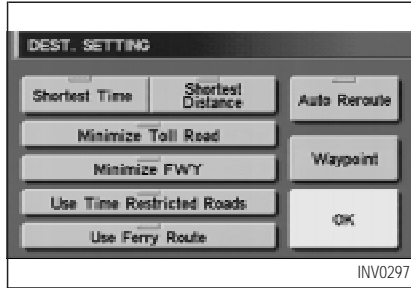 DEST. SETTING
Shortest Time
Shortest
Distance
Auto Reroute
Minimize Toll Road
Minimize FWY
Waypoint
Use Time Restricted Roads
Use Ferry Route
OK
INV0297